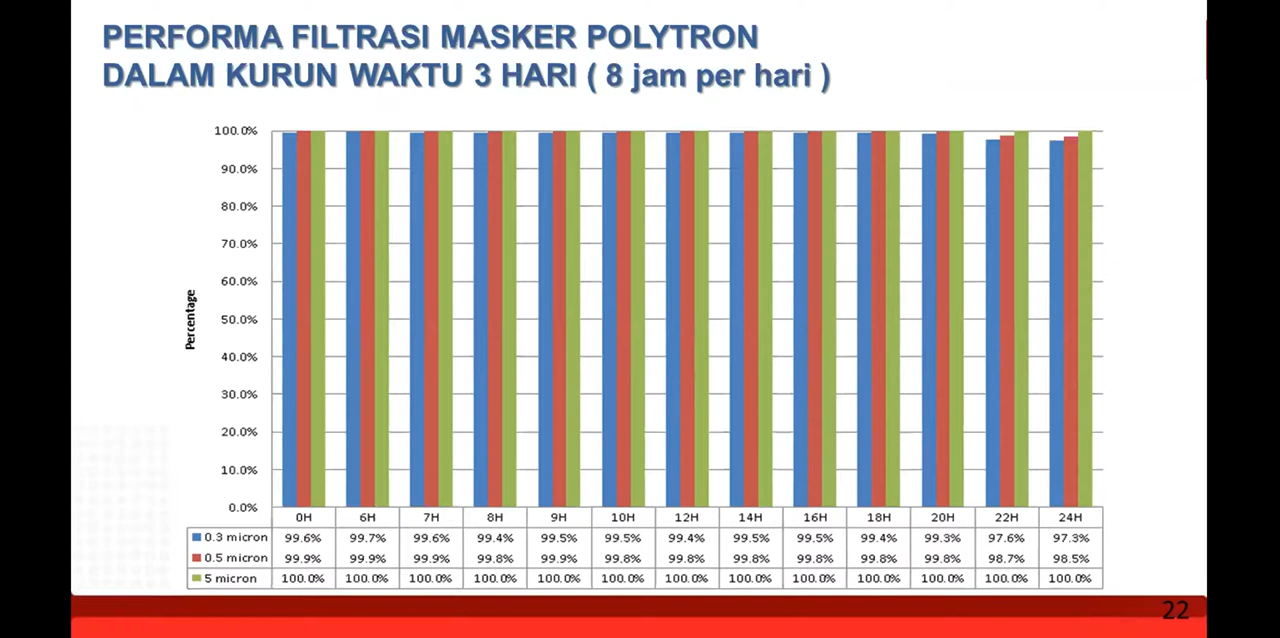 PERFORMA FILTRASI MASKER POLYTRON
DALAM KURUN WAKTU 3 HARI ( 8 jam per hari )
Percentage
100.0%
90.0%
80.0%
70.0%
60.0%
50.0%
40.0%
30.0%
20.0%
10.0%
0.0%
0H 6H 7H 8H 9H 10H 12H 14H 16H 18H 20H 22H 24H
0.3 micron 99.6% 99.7% 99.6% 99.4% 99.5% 99.5% 99.4% 99.5% 99.5% 99.4% 99.3% 97.6% 97.3%
0.5 micron 99.9% 99.9% 99.9% 99.8% 99.9% 99.8% 99.8% 99.8% 99.8% 99.8% 99.8% 98.7% 98.5%
5 micron 100.0% 100.0% 100.0% 100.0% 100.0% 100.0% 100.0% 100.0% 100.0% 100.0% 100.0% 100.0% 100.0%
22